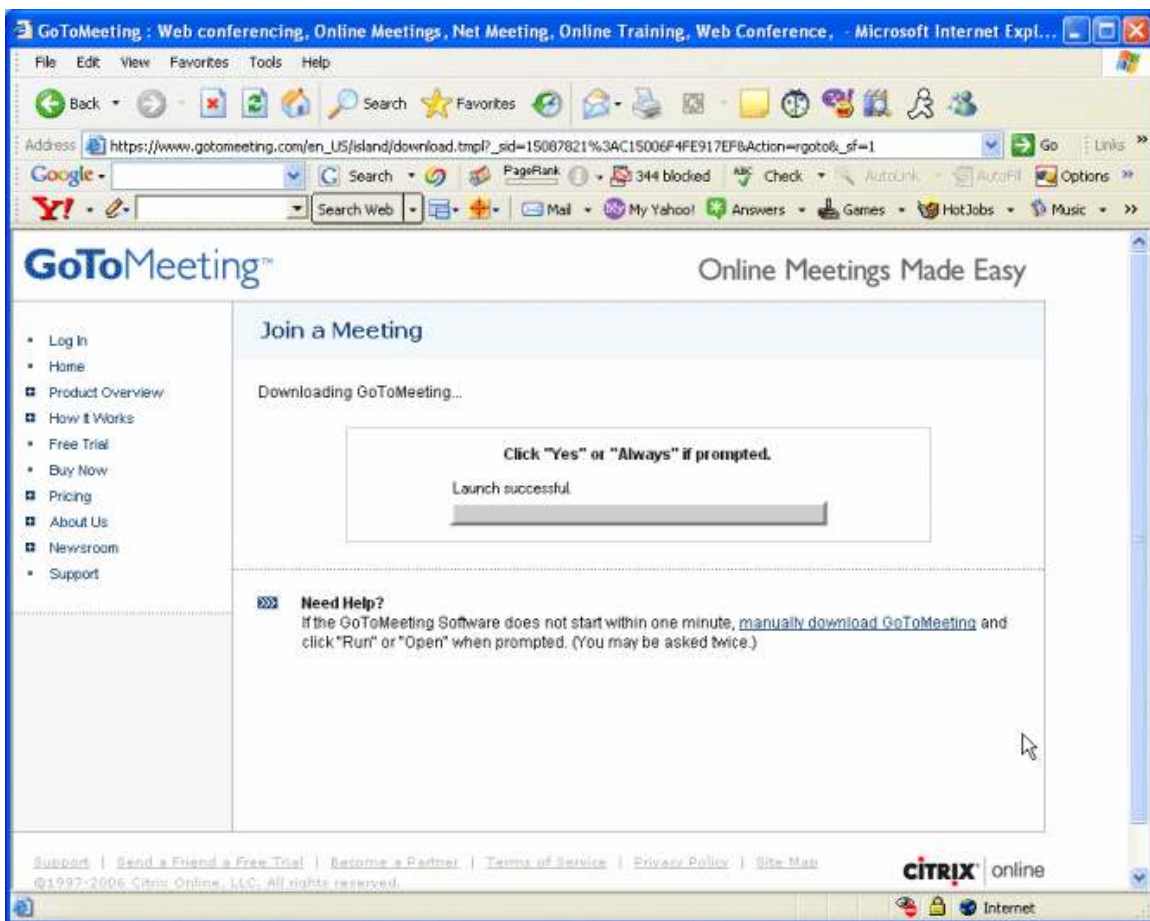 GoToMeeting : Web conferencing, Online Meetings, Net Meeting, Online Training, Web Conference, - Microsoft Internet Expl...
File Edit View Favorites Tools Help
Back Search Favorites
Address https://www.gotomeeting.com/en_US/island/download.tmpl?_sid=15087821%3AC15006F4FE917EF8&Action=rgoto&_sf=1 Go Links »
Google Search PageRank 344 blocked ABC Check AutoLink AutoFill Options »
Y! Search Web Mail My Yahoo! Answers Games HotJobs Music »
GoToMeeting™ Online Meetings Made Easy
Join a Meeting
Log In
Home
Product Overview
How It Works
Free Trial
Buy Now
Pricing
About Us
Newsroom
Support
Downloading GoToMeeting...
Click "Yes" or "Always" if prompted.
Launch successful.
Need Help?
If the GoToMeeting Software does not start within one minute, manually download GoToMeeting and
click "Run" or "Open" when prompted. (You may be asked twice.)
Support | Send a Friend a Free Trial | Become a Partner | Terms of Service | Privacy Policy | Site Map
©1997-2006 Citrix Online, LLC. All rights reserved.
CITRIX online
Internet